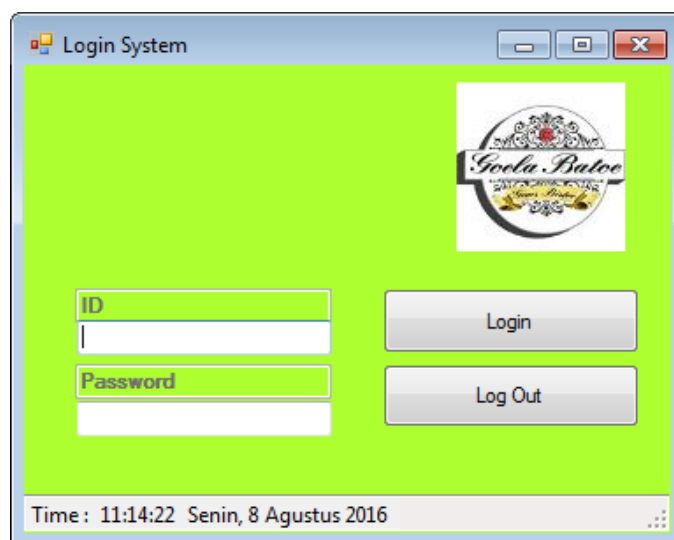 Login System
Goela Batoe
ID
Login
Password
Log Out
Time : 11:14:22 Senin, 8 Agustus 2016